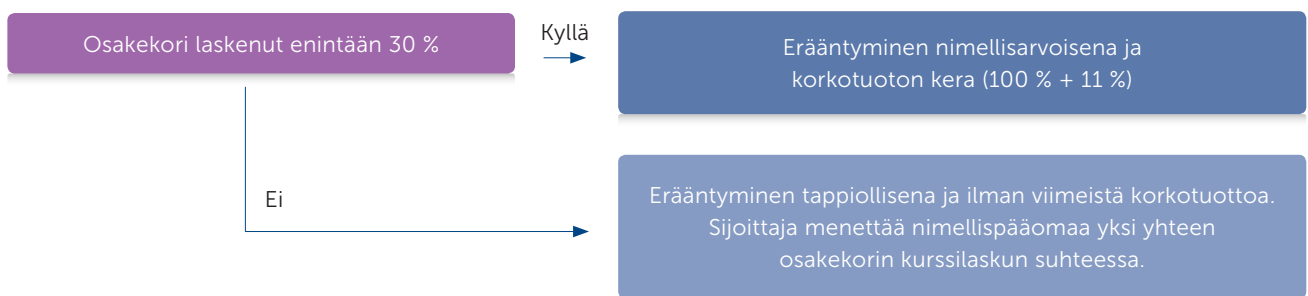 Osakekori laskenut enintään 30 %
Kyllä
Erääntyminen nimellisarvoisena ja
korkotuoton kera (100 % + 11 %)
Ei
Erääntyminen tappiollisena ja ilman viimeistä korkotuottoa.
Sijoittaja menettää nimellispääomaa yksi yhteen
osakekorin kurssilaskun suhteessa.